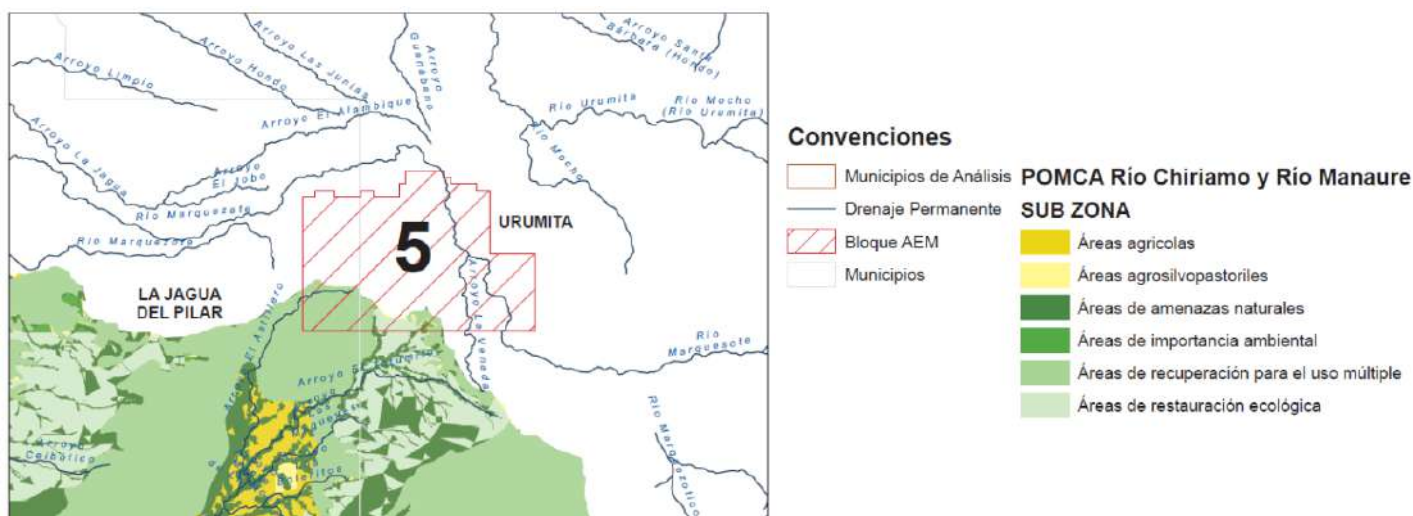 Arroyo Santa
Bárbara (Hondo)
Arroyo
Guanábano
Arroyo Las Junias
Arroyo Hondo
Arroyo Limpio
Arroyo El Alambique
Río Urumita
Río Mocho
(Río Urumita)
Río Mocho
Arroyo La Jagua
Arroyo
El Jobo
Río Marquezote
Río Marquezote
5
URUMITA
LA JAGUA
DEL PILAR
Arroyo El Astillero
Arroyo La Venada
Río
Marquesote
Arroyo
Ceibotico
Río Marquezotico
Convenciones
Municipios de Análisis
Drenaje Permanente
Bloque AEM
Municipios
POMCA Río Chiriamo y Río Manaure
SUB ZONA
Áreas agricolas
Áreas agrosilvopastoriles
Áreas de amenazas naturales
Áreas de importancia ambiental
Áreas de recuperación para el uso múltiple
Áreas de restauración ecológica